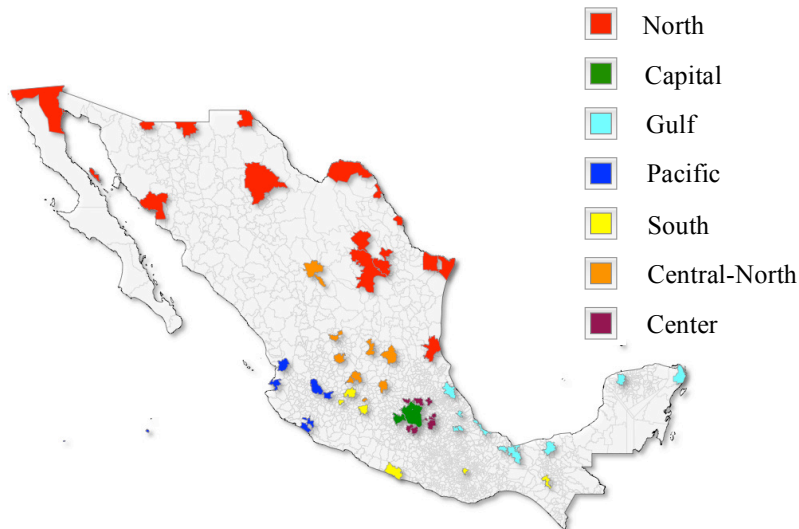 North
Capital
Gulf
Pacific
South
Central-North
Center